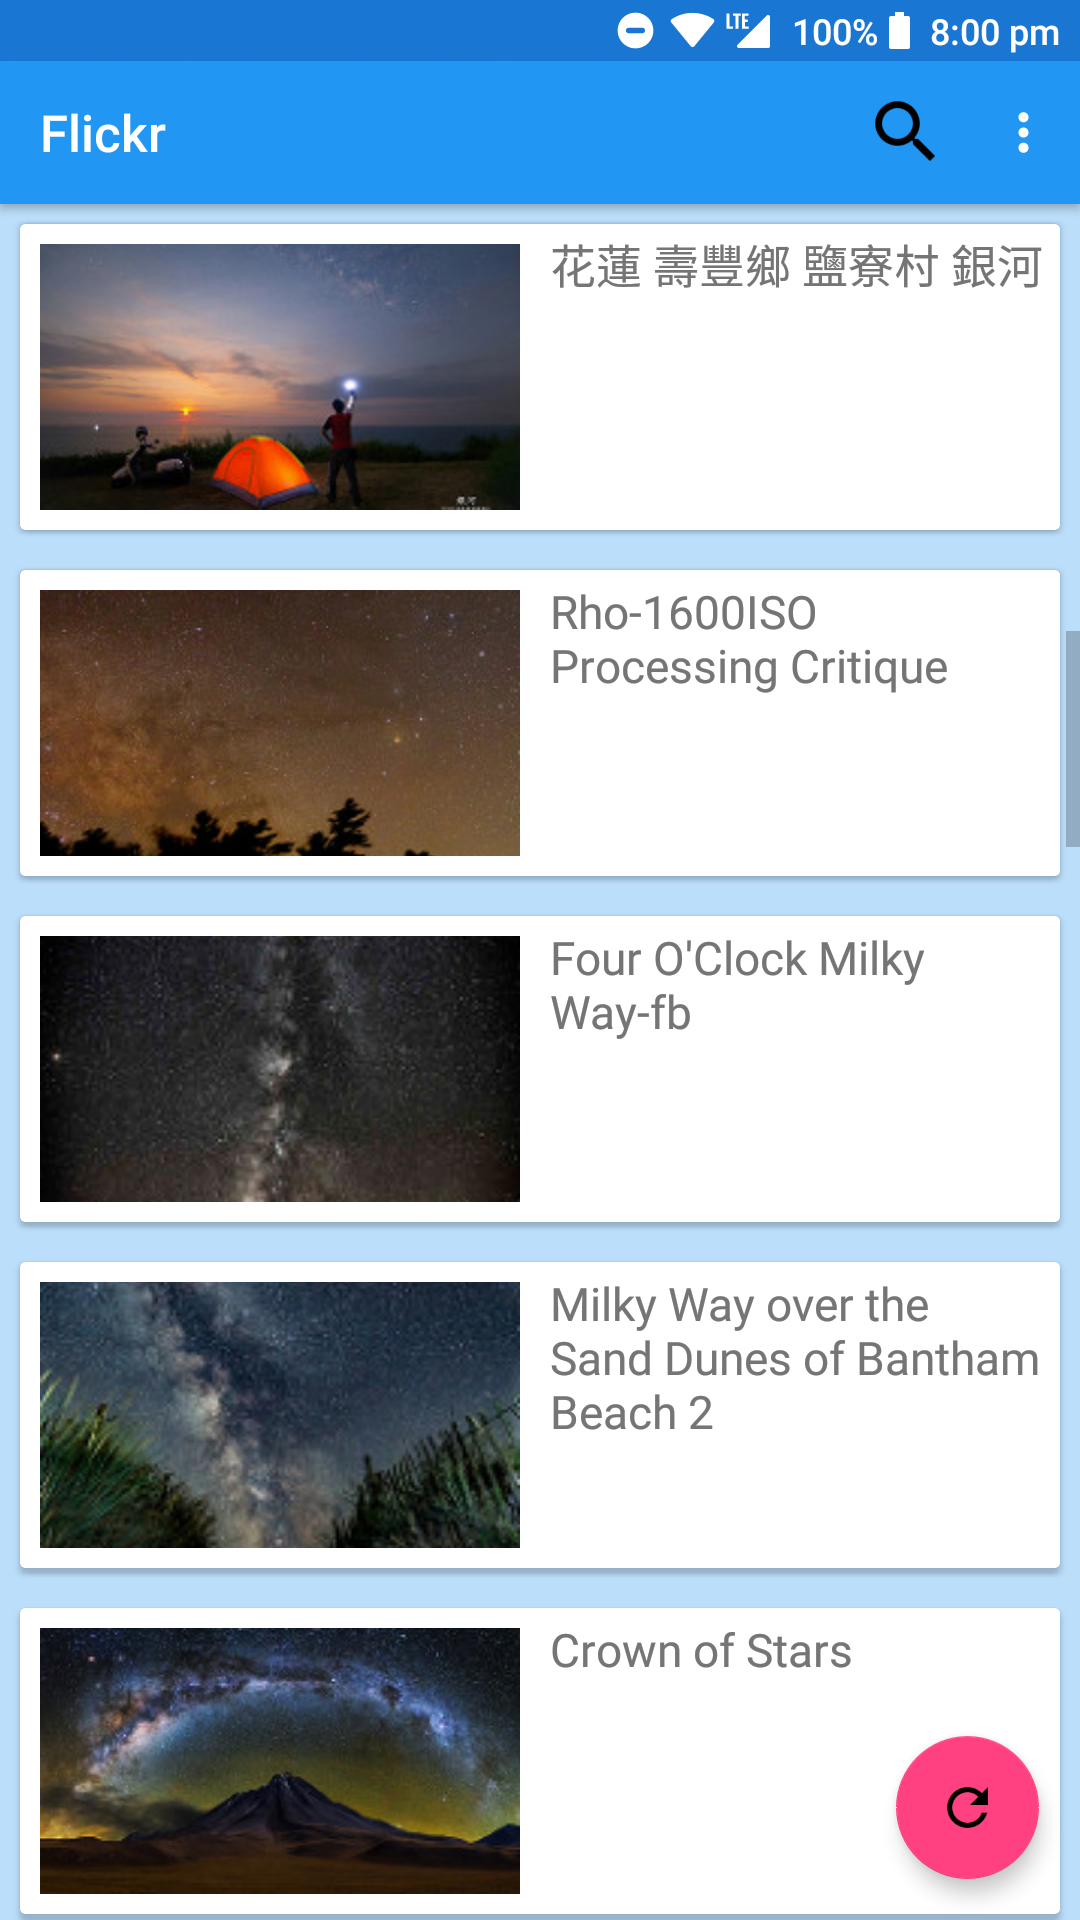 LTE 100% 8:00 pm
Flickr
花蓮 壽豐鄉 鹽寮村 銀河
Rho-1600ISO
Processing Critique
Four O'Clock Milky
Way-fb
Milky Way over the
Sand Dunes of Bantham
Beach 2
Crown of Stars